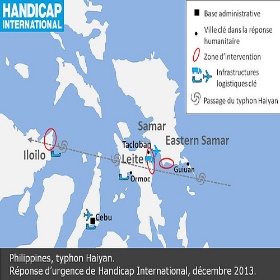 HANDICAP
INTERNATIONAL
Base administrative
Ville clé dans la réponse
humanitaire
Zone d'intervention
Infrastructures
logistiques clé
Passage du typhon Haiyan
Samar
Eastern Samar
Tacloban
Leite
Iloilo
Guiuan
Ormoc
Cebu
Philippines, typhon Haiyan.
Réponse d'urgence de Handicap International, décembre 2013.